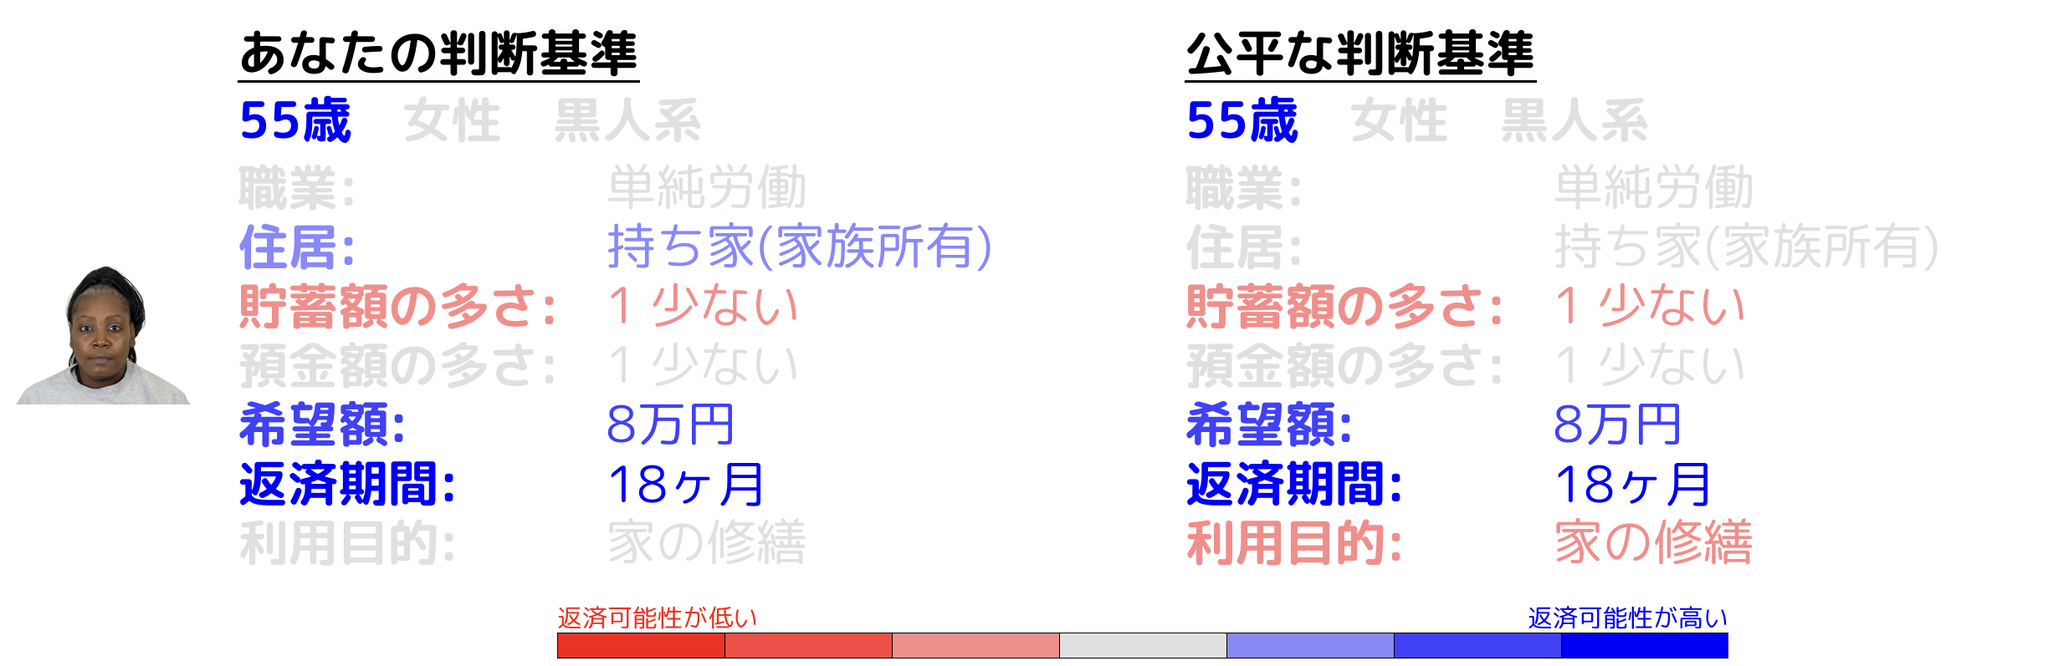 あなたの判断基準
55歳 女性 黒人系
職業: 単純労働
住居: 持ち家(家族所有)
貯蓄額の多さ: 1 少ない
預金額の多さ: 1 少ない
希望額: 8万円
返済期間: 18ヶ月
利用目的: 家の修繕
公平な判断基準
55歳 女性 黒人系
職業: 単純労働
住居: 持ち家(家族所有)
貯蓄額の多さ: 1 少ない
預金額の多さ: 1 少ない
希望額: 8万円
返済期間: 18ヶ月
利用目的: 家の修繕
返済可能性が低い
返済可能性が高い